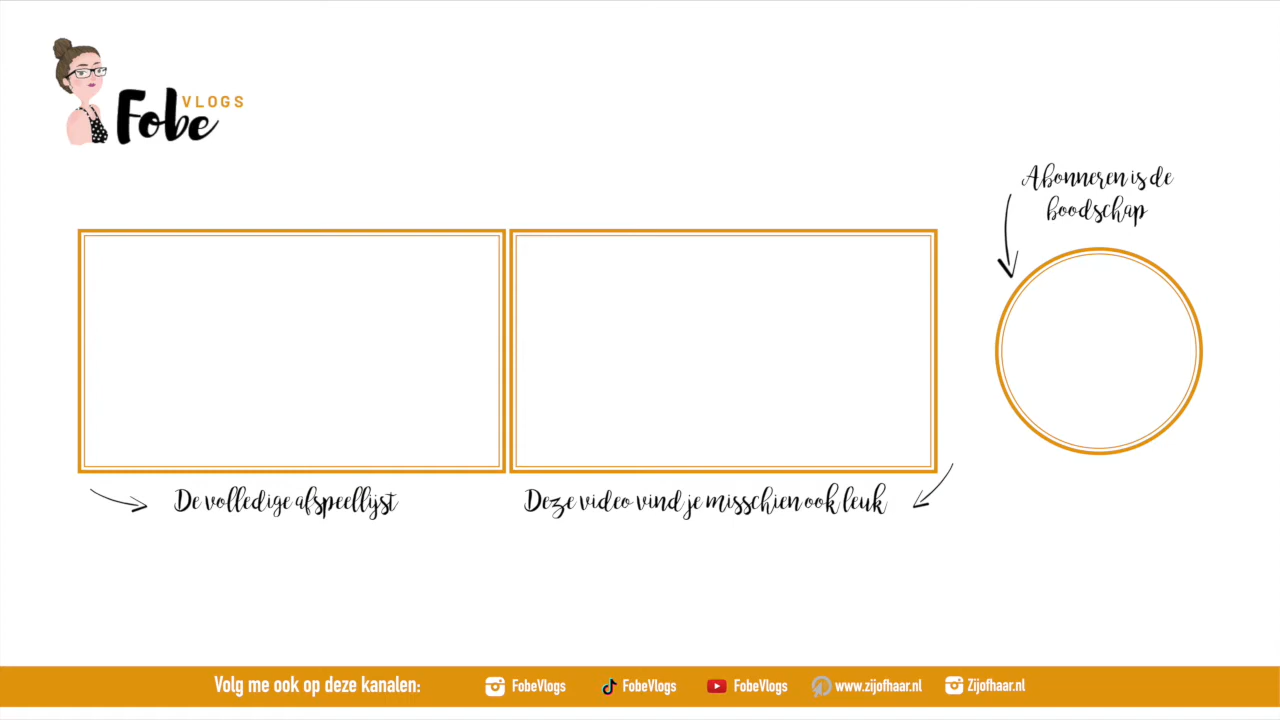 VLOGS
Fobe
Abonneren is de
boodschap
De volledige afspeellijst
Deze video vind je misschien ook leuk
Volg me ook op deze kanalen:
FobeVlogs
FobeVlogs
FobeVlogs
www.zijofhaar.nl
Zijofhaar.nl